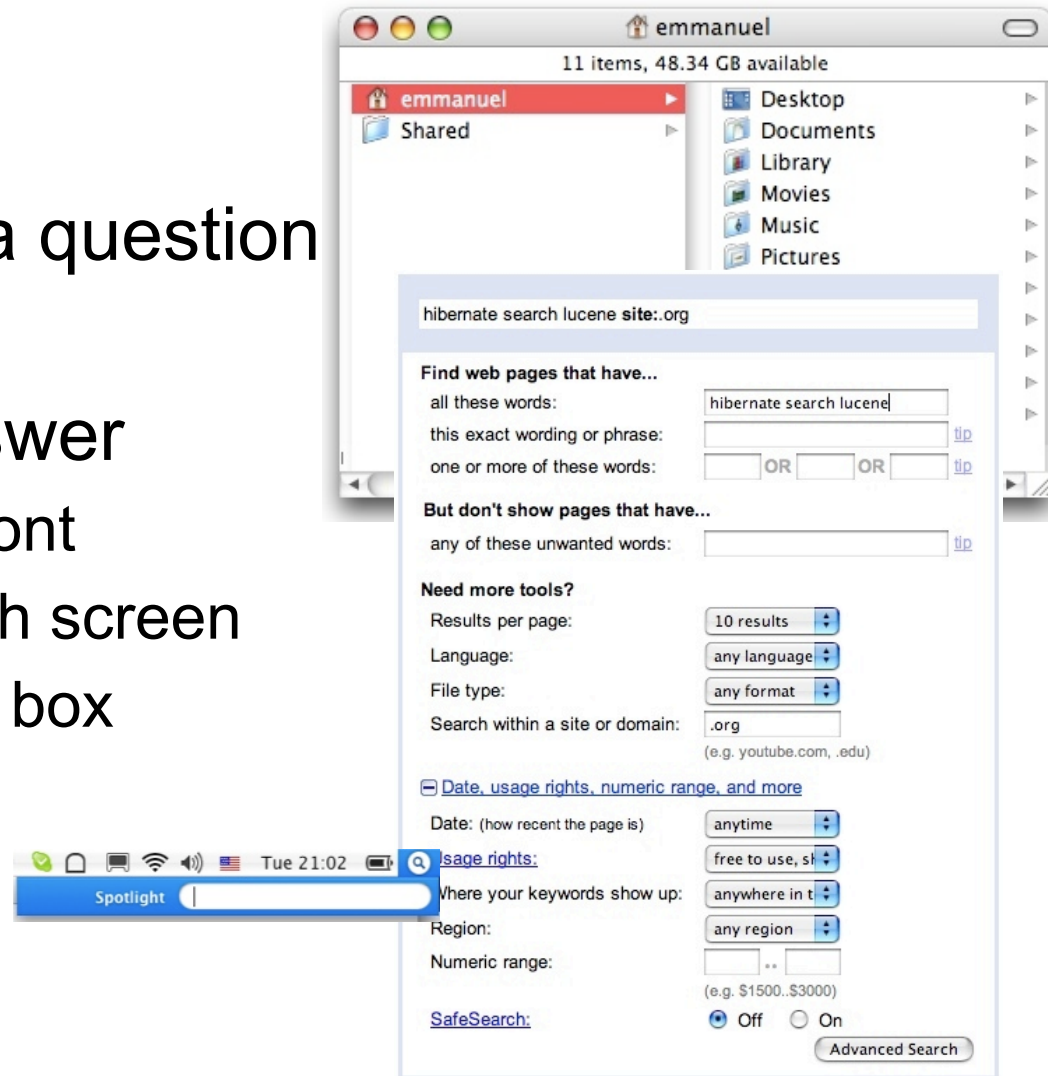 a question
swer
ont
h screen
box
emmanuel
11 items, 48.34 GB available
emmanuel
Shared
Desktop
Documents
Library
Movies
Music
Pictures
hibernate search lucene site:.org
Find web pages that have...
all these words: hibernate search lucene
this exact wording or phrase: tip
one or more of these words: OR OR tip
But don't show pages that have...
any of these unwanted words: tip
Need more tools?
Results per page: 10 results
Language: any language
File type: any format
Search within a site or domain: .org
(e.g. youtube.com, .edu)
Date, usage rights, numeric range, and more
Date: (how recent the page is) anytime
Tue 21:02
Spotlight
sage rights: free to use, sh
Where your keywords show up: anywhere in t
Region: any region
Numeric range: ..
(e.g. $1500..$3000)
SafeSearch: Off On
Advanced Search